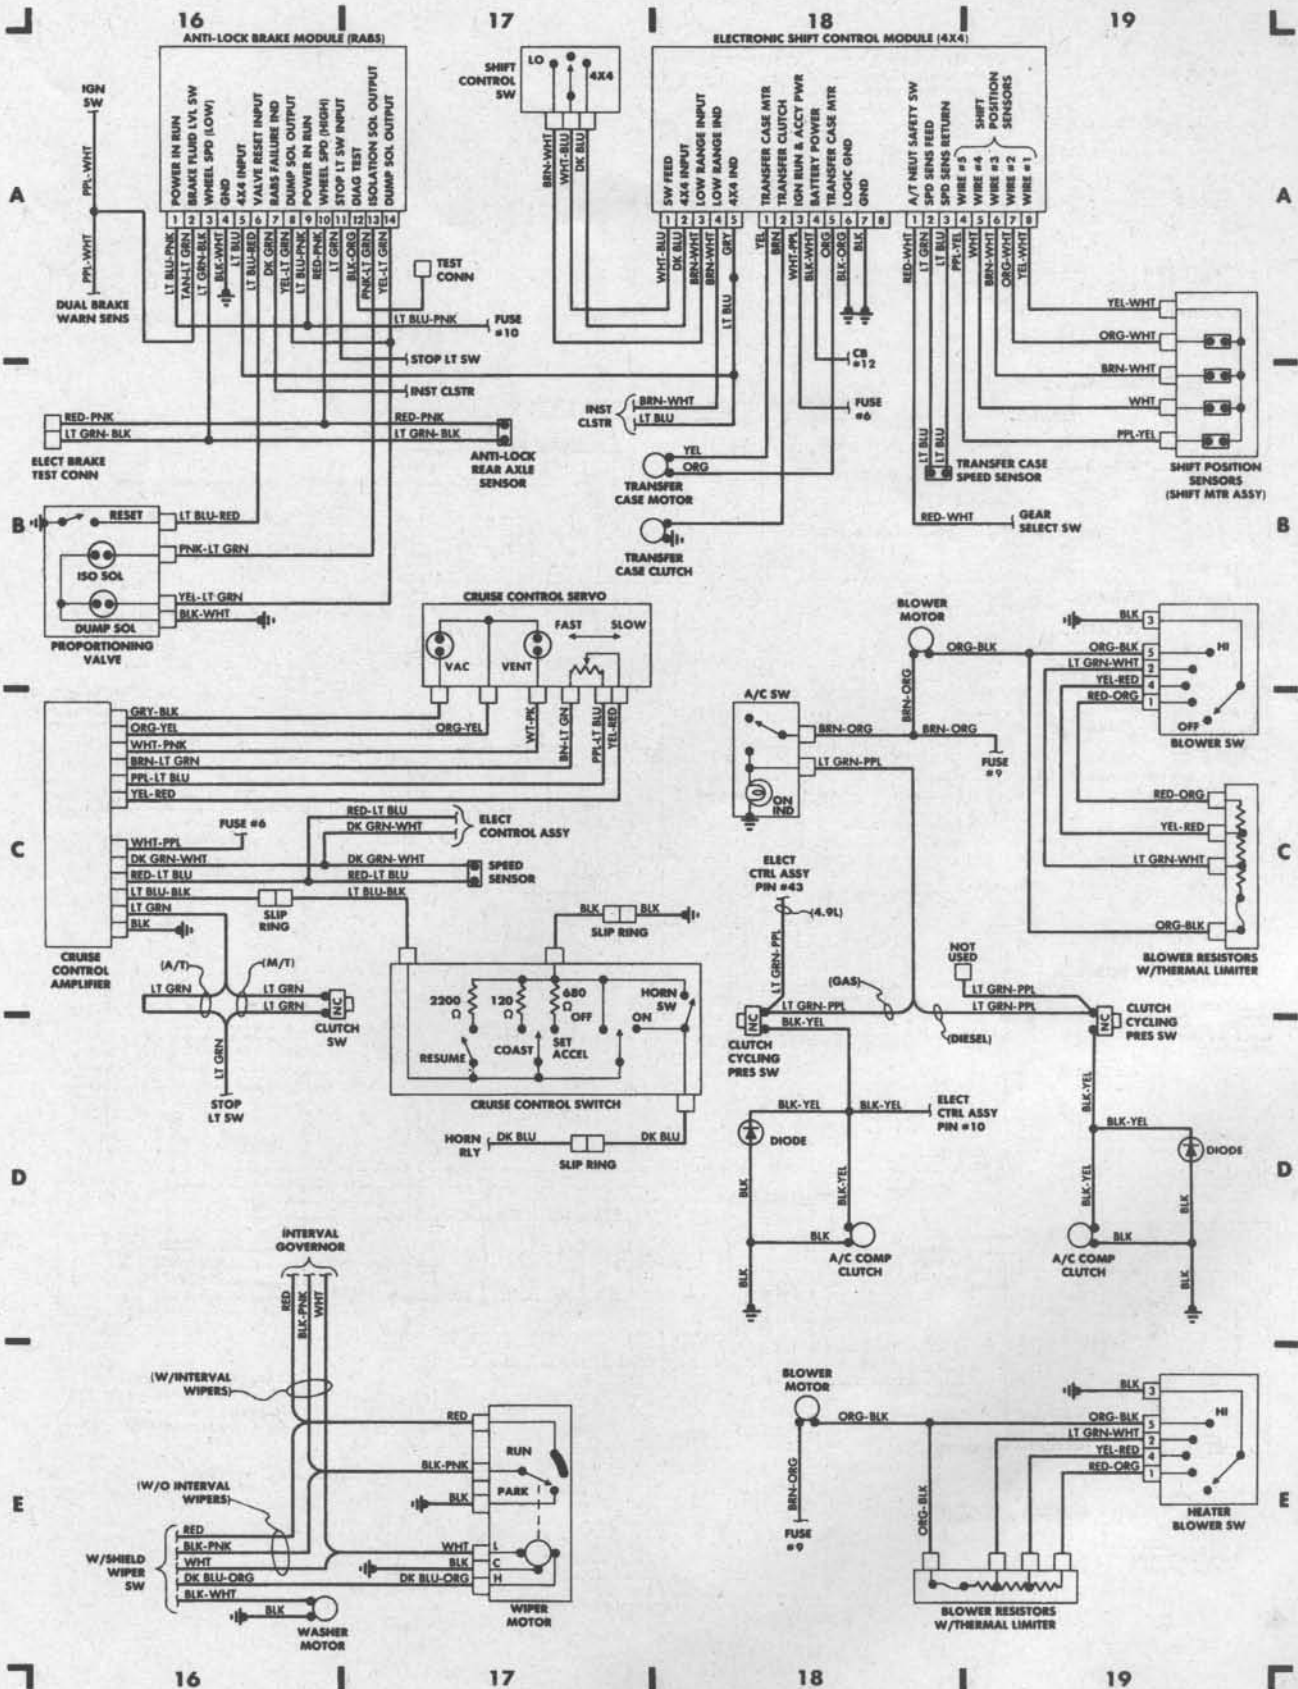 16 17 18 19
ANTI-LOCK BRAKE MODULE (RABS)
ELECTRONIC SHIFT CONTROL MODULE (4X4)
IGN
SW
PPL-WHT
PPL-WHT
DUAL BRAKE
WARN SENS
A
A
POWER IN RUN
BRAKE FLUID LVL SW
WHEEL SPD (LOW)
GND
4X4 INPUT
VALVE RESET INPUT
RABS FAILURE IND
DUMP SOL OUTPUT
POWER IN RUN
WHEEL SPD (HIGH)
STOP LT SW INPUT
DIAG TEST
ISOLATION SOL OUTPUT
DUMP SOL OUTPUT
1 2 3 4 5 6 7 8 9 10 11 12 13 14
LT BLU-PNK
TAN-LT GRN
LT GRN-BLK
BLK-WHT
LT BLU
LT BLU-RED
DK GRN
YEL-LT GRN
LT BLU-PNK
RED-PNK
LT GRN
BLK-ORG
PNK-LT GRN
YEL-LT GRN
TEST
CONN
LT BLU-PNK
FUSE
#10
STOP LT SW
INST CLSTR
SHIFT
CONTROL
SW
LO
4X4
BRN-WHT
WHT-BLU
DK BLU
SW FEED
4X4 INPUT
LOW RANGE INPUT
LOW RANGE IND
4X4 IND
1 2 3 4 5
WHT-BLU
DK BLU
BRN-WHT
BRN-WHT
GRY
LT BLU
TRANSFER CASE MTR
TRANSFER CLUTCH
IGN RUN & ACCY PWR
BATTERY POWER
TRANSFER CASE MTR
LOGIC GND
GND
1 2 3 4 5 6 7 8
YEL
BRN
WHT-PPL
BLK-WHT
ORG
BLK-ORG
BLK
A/T NEUT SAFETY SW
SPD SENS FEED
SPD SENS RETURN
WIRE #5
WIRE #4
WIRE #3
WIRE #2
WIRE #1
SHIFT
POSITION
SENSORS
1 2 3 4 5 6 7 8
RED-WHT
LT GRN
LT BLU
PPL-YEL
WHT
BRN-WHT
ORG-WHT
YEL-WHT
YEL-WHT
ORG-WHT
BRN-WHT
WHT
PPL-YEL
SHIFT POSITION
SENSORS
(SHIFT MTR ASSY)
CB
#12
FUSE
#6
INST
CLSTR
BRN-WHT
LT BLU
YEL
ORG
TRANSFER
CASE MOTOR
TRANSFER
CASE CLUTCH
LT BLU
LT BLU
TRANSFER CASE
SPEED SENSOR
RED-WHT
GEAR
SELECT SW
RED-PNK
LT GRN-BLK
RED-PNK
LT GRN-BLK
ELECT BRAKE
TEST CONN
ANTI-LOCK
REAR AXLE
SENSOR
B
B
RESET
LT BLU-RED
PNK-LT GRN
ISO SOL
YEL-LT GRN
BLK-WHT
DUMP SOL
PROPORTIONING
VALVE
CRUISE CONTROL SERVO
VAC
VENT
FAST
SLOW
GRY-BLK
ORG-YEL
ORG-YEL
WHT-PNK
BRN-LT GRN
PPL-LT BLU
YEL-RED
WT-PK
BN-LT GN
PPL-LT BLU
YEL-RED
C
C
FUSE #6
WHT-PPL
DK GRN-WHT
RED-LT BLU
LT BLU-BLK
LT GRN
BLK
CRUISE
CONTROL
AMPLIFIER
RED-LT BLU
DK GRN-WHT
ELECT
CONTROL ASSY
DK GRN-WHT
RED-LT BLU
SPEED
SENSOR
LT BLU-BLK
SLIP
RING
BLK
BLK
SLIP RING
(A/T)
(M/T)
LT GRN
LT GRN
LT GRN
NC
CLUTCH
SW
LT GRN
STOP
LT SW
2200
Ω
120
Ω
680
Ω
OFF
HORN
SW
ON
RESUME
COAST
SET
ACCEL
CRUISE CONTROL SWITCH
HORN
RLY
DK BLU
DK BLU
SLIP RING
BLOWER
MOTOR
ORG-BLK
BRN-ORG
BLK
3
ORG-BLK
5
LT GRN-WHT
2
YEL-RED
4
RED-ORG
1
HI
OFF
BLOWER SW
A/C SW
BRN-ORG
BRN-ORG
LT GRN-PPL
ON
IND
FUSE
#9
RED-ORG
YEL-RED
LT GRN-WHT
ORG-BLK
BLOWER RESISTORS
W/THERMAL LIMITER
ELECT
CTRL ASSY
PIN #43
(4.9L)
LT GRN-PPL
(GAS)
LT GRN-PPL
BLK-YEL
NC
CLUTCH
CYCLING
PRES SW
NOT
USED
LT GRN-PPL
LT GRN-PPL
(DIESEL)
NC
CLUTCH
CYCLING
PRES SW
BLK-YEL
BLK-YEL
ELECT
CTRL ASSY
PIN #10
DIODE
BLK
BLK-YEL
BLK
BLK
A/C COMP
CLUTCH
BLK-YEL
BLK-YEL
DIODE
BLK-YEL
BLK
BLK
BLK
A/C COMP
CLUTCH
D
D
INTERVAL
GOVERNOR
RED
BLK-PNK
WHT
(W/INTERVAL
WIPERS)
RED
RUN
BLK-PNK
PARK
BLK
(W/O INTERVAL
WIPERS)
E
E
W/SHIELD
WIPER
SW
RED
BLK-PNK
WHT
DK BLU-ORG
BLK-WHT
BLK
WASHER
MOTOR
WHT
L
BLK
C
DK BLU-ORG
H
WIPER
MOTOR
BLOWER
MOTOR
ORG-BLK
BRN-ORG
FUSE
#9
ORG-BLK
BLK
3
ORG-BLK
5
LT GRN-WHT
2
YEL-RED
4
RED-ORG
1
HI
HEATER
BLOWER SW
BLOWER RESISTORS
W/THERMAL LIMITER
16 17 18 19